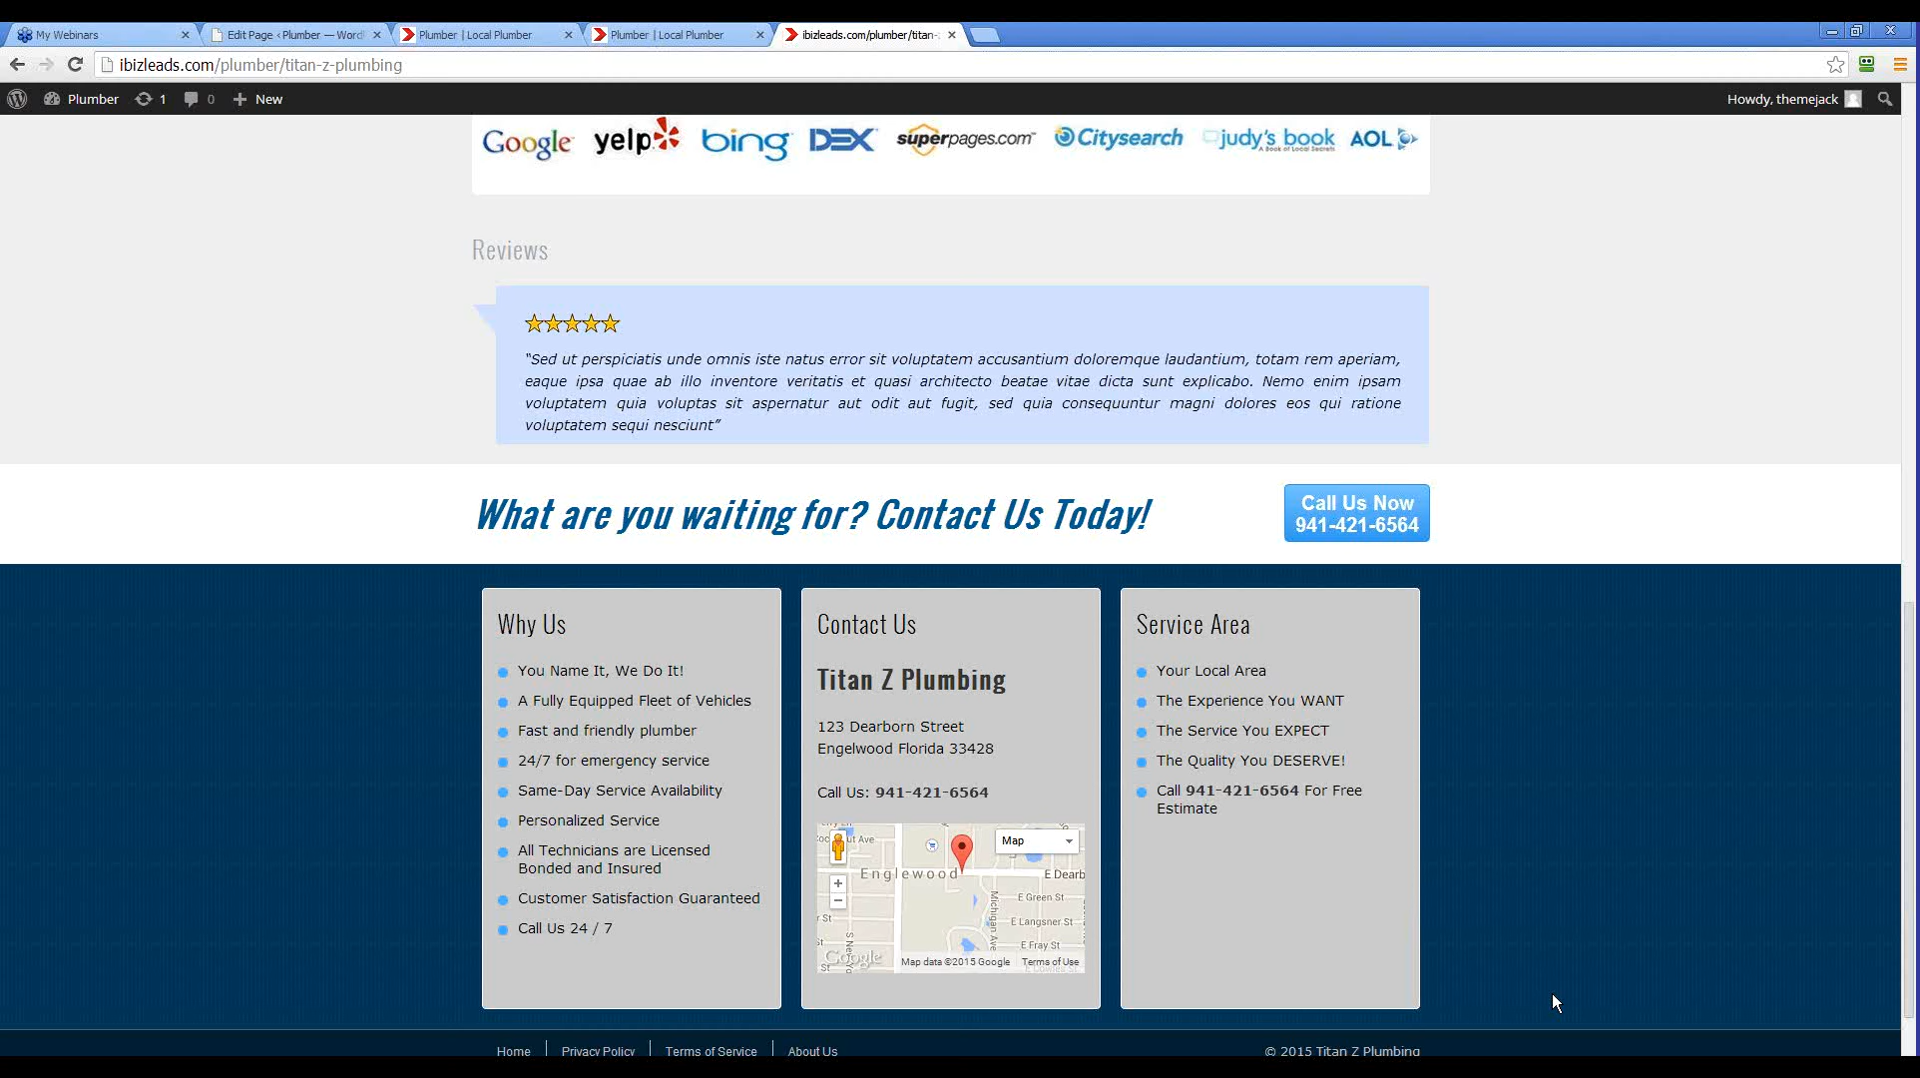 My Webinars
Edit Page ‹ Plumber — Word
Plumber | Local Plumber
Plumber | Local Plumber
ibizleads.com/plumber/titan-
ibizleads.com/plumber/titan-z-plumbing
Plumber 1 0 + New
Howdy, themejack
Google yelp bing DEX superpages.com Citysearch judy's book AOL
A Book of Local Secrets
Reviews
“Sed ut perspiciatis unde omnis iste natus error sit voluptatem accusantium doloremque laudantium, totam rem aperiam,
eaque ipsa quae ab illo inventore veritatis et quasi architecto beatae vitae dicta sunt explicabo. Nemo enim ipsam
voluptatem quia voluptas sit aspernatur aut odit aut fugit, sed quia consequuntur magni dolores eos qui ratione
voluptatem sequi nesciunt”
What are you waiting for? Contact Us Today!
Call Us Now
941-421-6564
Why Us
You Name It, We Do It!
A Fully Equipped Fleet of Vehicles
Fast and friendly plumber
24/7 for emergency service
Same-Day Service Availability
Personalized Service
All Technicians are Licensed
Bonded and Insured
Customer Satisfaction Guaranteed
Call Us 24 / 7
Contact Us
Titan Z Plumbing
123 Dearborn Street
Engelwood Florida 33428
Call Us: 941-421-6564
ut Ave
Map
Englewood
E Dearb
E Green St
E Langsner St
E Fray St
Michigan Ave
St
St
Google
Map data ©2015 Google
Terms of Use
Service Area
Your Local Area
The Experience You WANT
The Service You EXPECT
The Quality You DESERVE!
Call 941-421-6564 For Free
Estimate
Home
Privacy Policy
Terms of Service
About Us
© 2015 Titan Z Plumbing